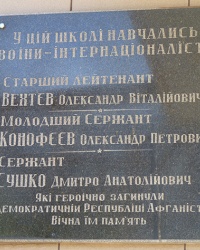 У ЦІЙ ШКОЛІ НАВЧАЛИСЬ
ВОЇНИ-ІНТЕРНАЦІОНАЛІСТ
СТАРШИЙ ЛЕЙТЕНАНТ
ВЕХТЕВ ОЛЕКСАНДР ВІТАЛІЙОВИЧ
МОЛОДШИЙ СЕРЖАНТ
КОНОФЕЄВ ОЛЕКСАНДР ПЕТРОВИ
СЕРЖАНТ
СУШКО ДМИТРО АНАТОЛІЙОВИЧ
ЯКІ ГЕРОЇЧНО ЗАГИНУЛИ
ДЕМОКРАТИЧНІЙ РЕСПУБЛІЦІ АФГАНІСТ
ВІЧНА ЇМ ПАМ'ЯТЬ